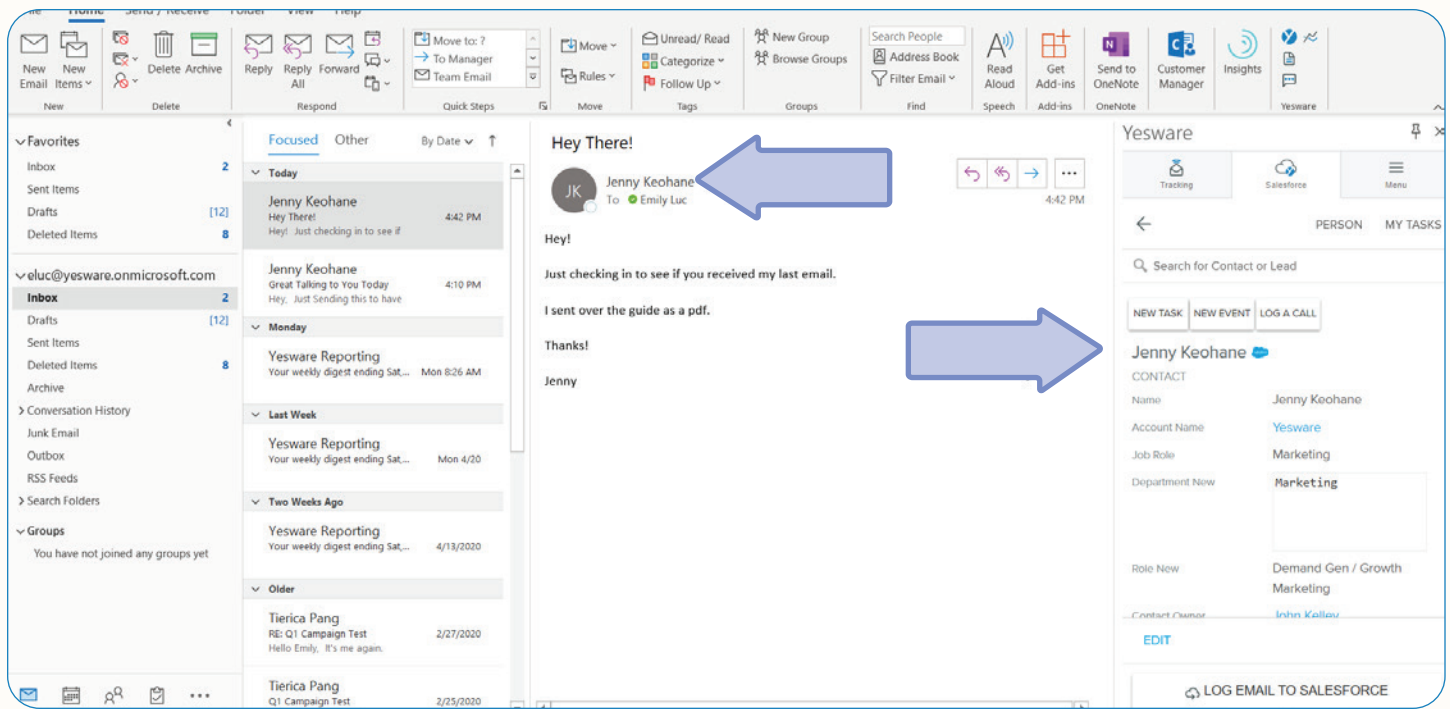 Home Send / Receive Folder View Help
New Email
New Items
Delete
Archive
Reply
Reply All
Forward
Move to: ?
To Manager
Team Email
Move
Rules
Unread/ Read
Categorize
Follow Up
New Group
Browse Groups
Search People
Address Book
Filter Email
Read Aloud
Get Add-ins
Send to OneNote
Customer Manager
Insights
New
Delete
Respond
Quick Steps
Move
Tags
Groups
Find
Speech
Add-ins
OneNote
Yesware
Favorites
Inbox 2
Sent Items
Drafts [12]
Deleted Items 8
eluc@yesware.onmicrosoft.com
Inbox 2
Drafts [12]
Sent Items
Deleted Items 8
Archive
Conversation History
Junk Email
Outbox
RSS Feeds
Search Folders
Groups
You have not joined any groups yet
Focused Other By Date
Today
Jenny Keohane
Hey There! 4:42 PM
Hey! Just checking in to see if
Jenny Keohane
Great Talking to You Today 4:10 PM
Hey, Just Sending this to have
Monday
Yesware Reporting
Your weekly digest ending Sat,... Mon 8:26 AM
Last Week
Yesware Reporting
Your weekly digest ending Sat,... Mon 4/20
Two Weeks Ago
Yesware Reporting
Your weekly digest ending Sat,... 4/13/2020
Older
Tierica Pang
RE: Q1 Campaign Test 2/27/2020
Hello Emily, It's me again.
Tierica Pang
Q1 Campaign Test 2/25/2020
Hey There!
JK
Jenny Keohane
To Emily Luc
4:42 PM
Hey!
Just checking in to see if you received my last email.
I sent over the guide as a pdf.
Thanks!
Jenny
Yesware
Tracking
Salesforce
Menu
PERSON MY TASKS
Search for Contact or Lead
NEW TASK NEW EVENT LOG A CALL
Jenny Keohane
CONTACT
Name Jenny Keohane
Account Name Yesware
Job Role Marketing
Department New Marketing
Role New Demand Gen / Growth
Marketing
Contact Owner John Kelley
EDIT
LOG EMAIL TO SALESFORCE